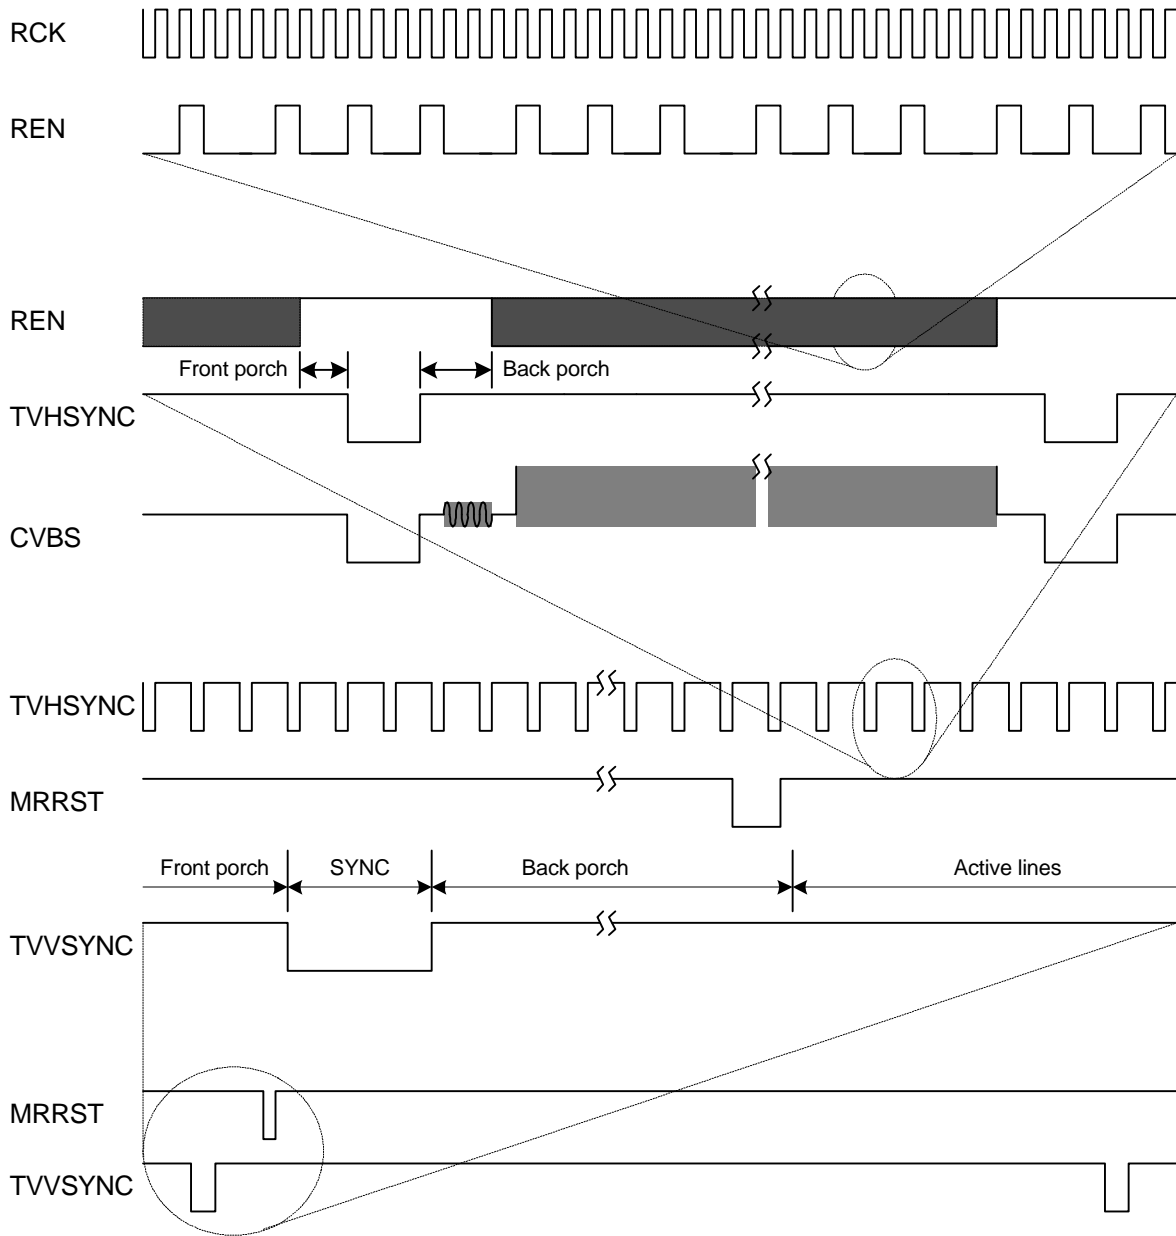 RCK
REN
REN
Front porch
Back porch
TVHSYNC
CVBS
TVHSYNC
MRRST
Front porch
SYNC
Back porch
Active lines
TVVSYNC
MRRST
TVVSYNC